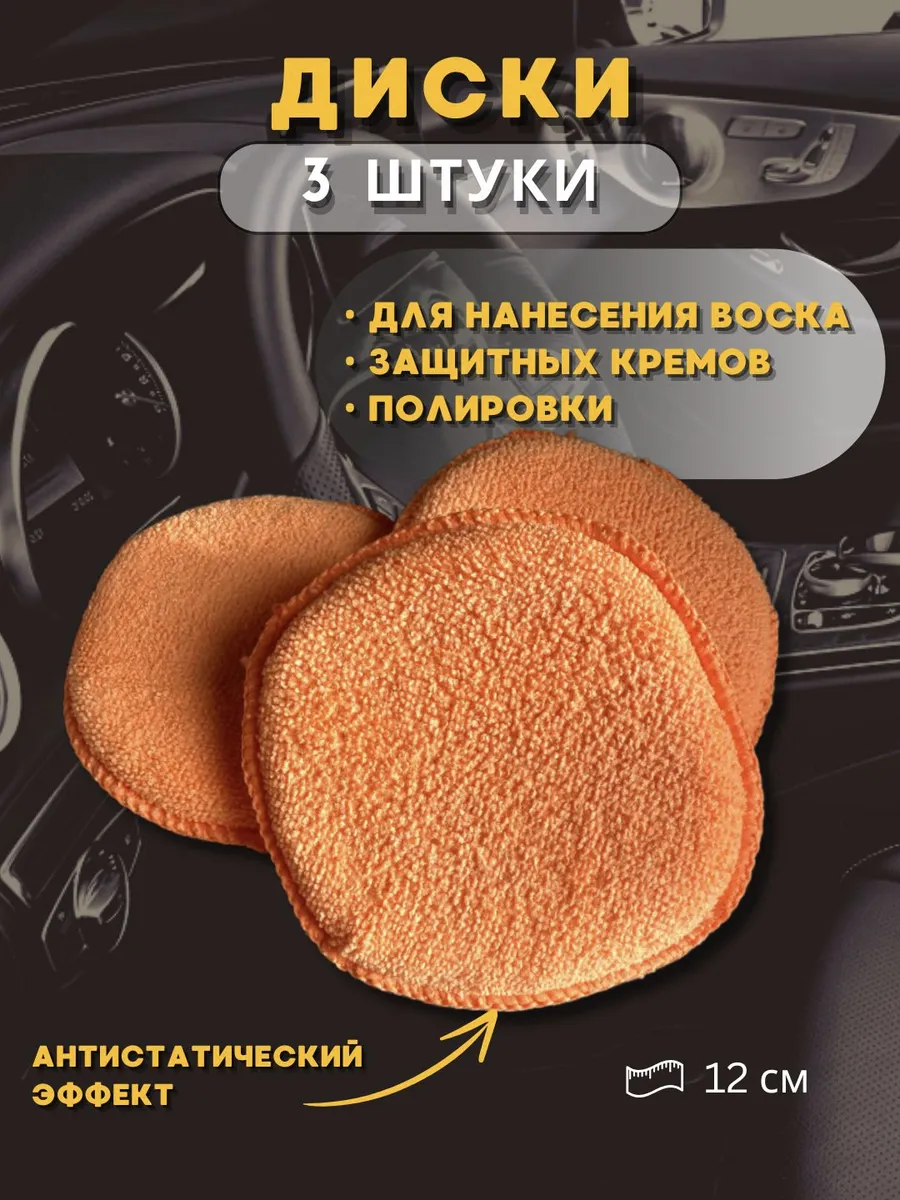 ДИСКИ
3 ШТУКИ
• ДЛЯ НАНЕСЕНИЯ ВОСКА
• ЗАЩИТНЫХ КРЕМОВ
• ПОЛИРОВКИ
АНТИСТАТИЧЕСКИЙ
ЭФФЕКТ
12 см